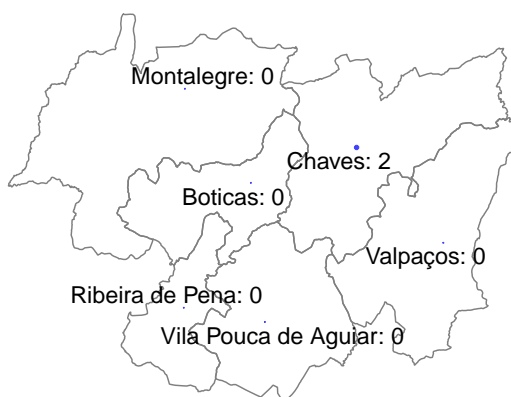 Montalegre: 0
Chaves: 2
Boticas: 0
Valpaços: 0
Ribeira de Pena: 0
Vila Pouca de Aguiar: 0